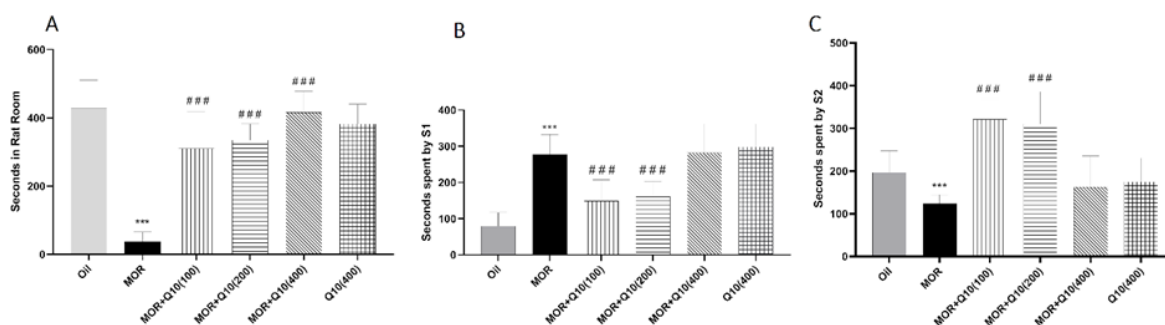 A
Seconds in Rat Room
600
400
200
0
***
###
###
###
Oil
MOR
MOR+Q10(100)
MOR+Q10(200)
MOR+Q10(400)
Q10(400)
B
Seconds spent by S1
400
300
200
100
0
***
###
###
Oil
MOR
MOR+Q10(100)
MOR+Q10(200)
MOR+Q10(400)
Q10(400)
C
Seconds spent by S2
500
400
300
200
100
0
***
###
###
Oil
MOR
MOR+Q10(100)
MOR+Q10(200)
MOR+Q10(400)
Q10(400)